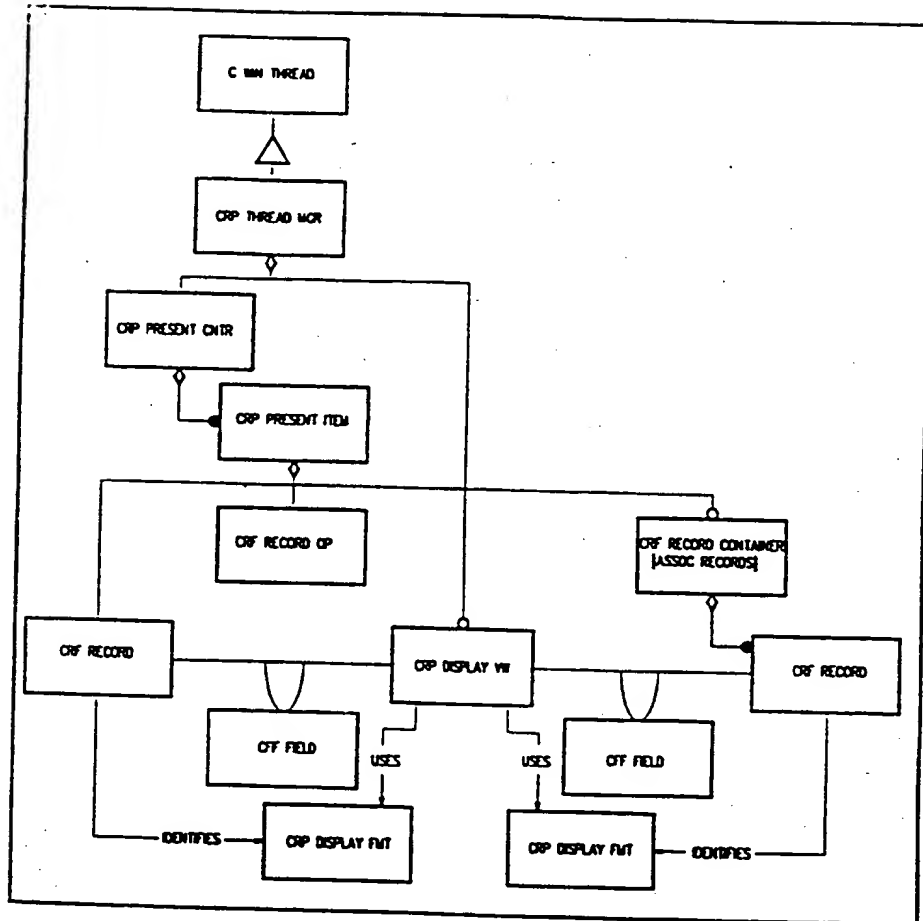 C WIN THREAD
CRP THREAD MGR
CRP PRESENT CNTR
CRP PRESENT ITEM
CRF RECORD OP
CRF RECORD CONTAINER
|ASSOC RECORDS|
CRF RECORD
CRP DISPLAY VW
CRF RECORD
CFF FIELD
USES
USES
CFF FIELD
IDENTIFIES
CRP DISPLAY FMT
CRP DISPLAY FMT
IDENTIFIES